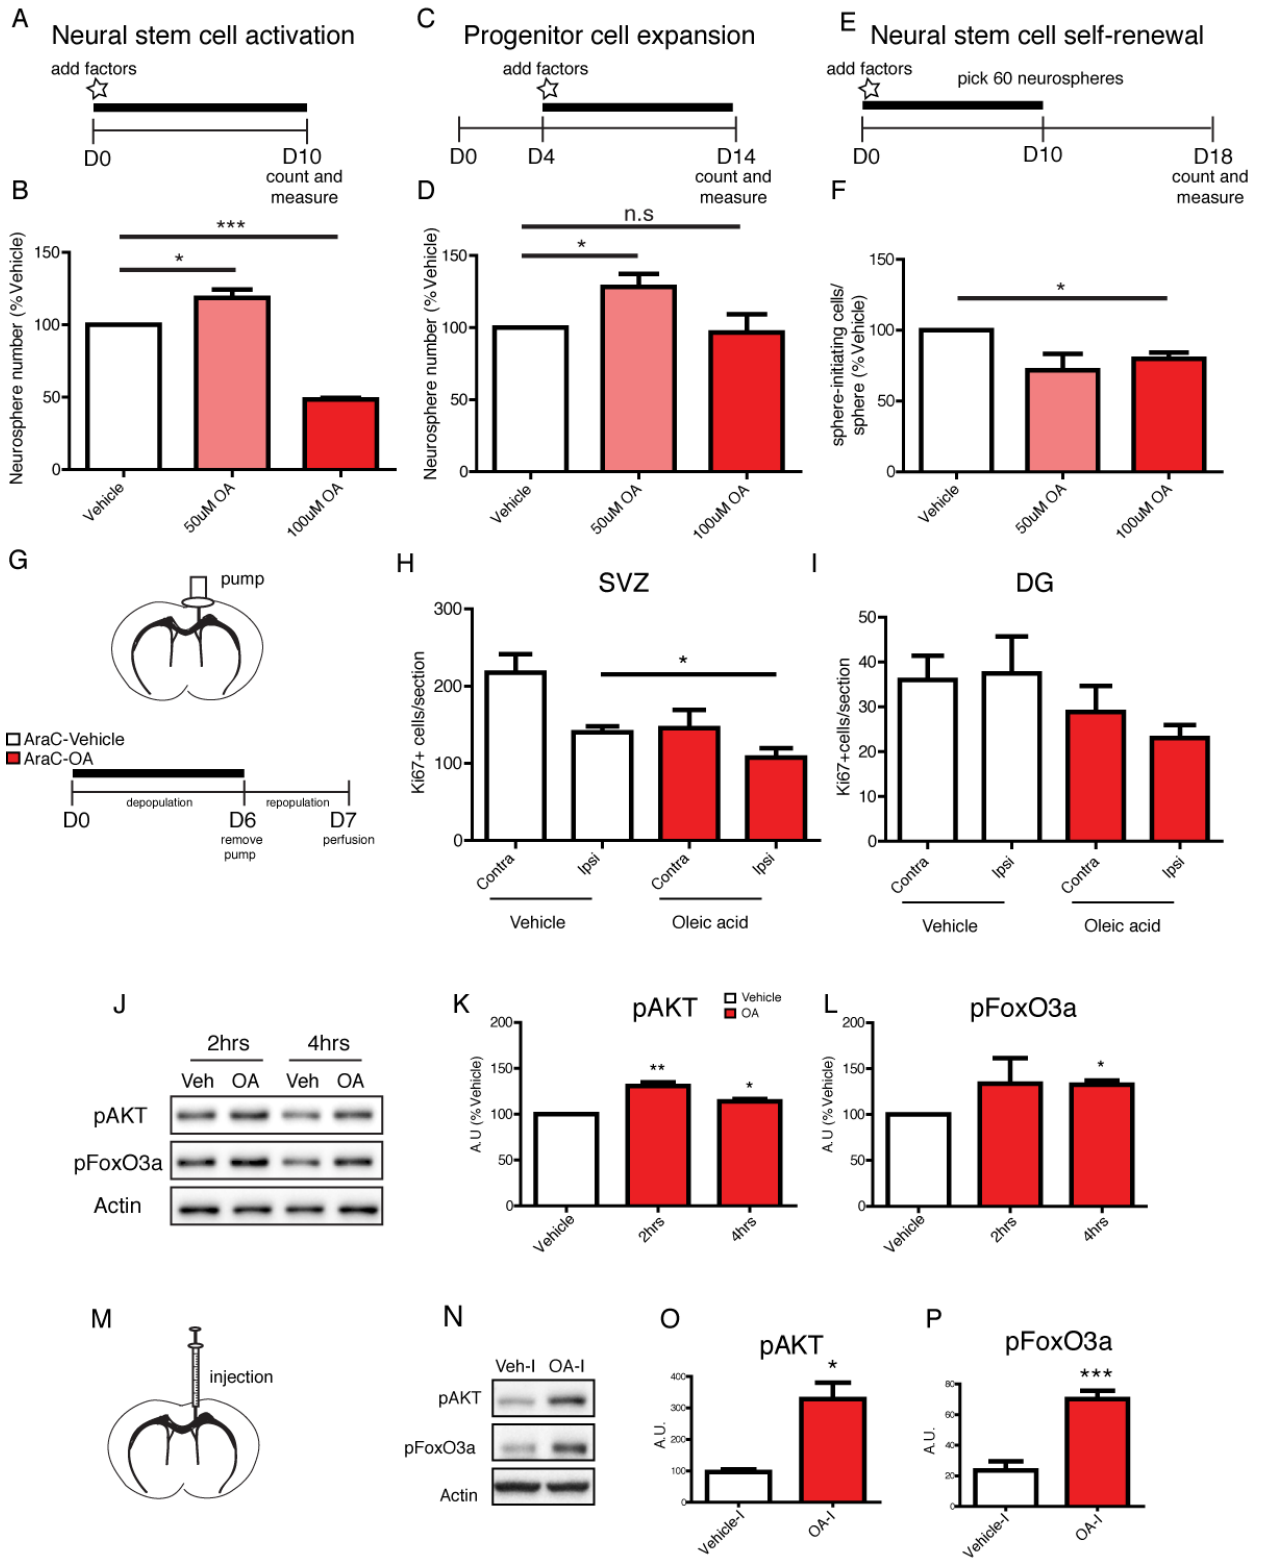 A
Neural stem cell activation
add factors
D0
D10
count and
measure
C
Progenitor cell expansion
add factors
D0
D4
D14
count and
measure
E
Neural stem cell self-renewal
add factors
pick 60 neurospheres
D0
D10
D18
count and
measure
B
Neurosphere number (%Vehicle)
150
100
50
0
***
*
Vehicle
50uM OA
100uM OA
D
Neurosphere number (%Vehicle)
150
100
50
0
n.s
*
Vehicle
50uM OA
100uM OA
F
sphere-initiating cells/
sphere (%Vehicle)
150
100
50
0
*
Vehicle
50uM OA
100uM OA
G
pump
AraC-Vehicle
AraC-OA
depopulation
repopulation
D0
D6
D7
remove
pump
perfusion
H
SVZ
Ki67+ cells/section
300
200
100
0
*
Contra
Ipsi
Contra
Ipsi
Vehicle
Oleic acid
I
DG
Ki67+cells/section
50
40
30
20
10
0
Contra
Ipsi
Contra
Ipsi
Vehicle
Oleic acid
J
2hrs
4hrs
Veh
OA
Veh
OA
pAKT
pFoxO3a
Actin
K
pAKT
Vehicle
OA
A.U (%Vehicle)
200
150
100
50
0
**
*
Vehicle
2hrs
4hrs
L
pFoxO3a
A.U (%Vehicle)
200
150
100
50
0
*
Vehicle
2hrs
4hrs
M
injection
N
Veh-I
OA-I
pAKT
pFoxO3a
Actin
O
pAKT
A.U.
400
300
200
100
0
*
Vehicle-I
OA-I
P
pFoxO3a
A.U.
80
60
40
20
0
***
Vehicle-I
OA-I